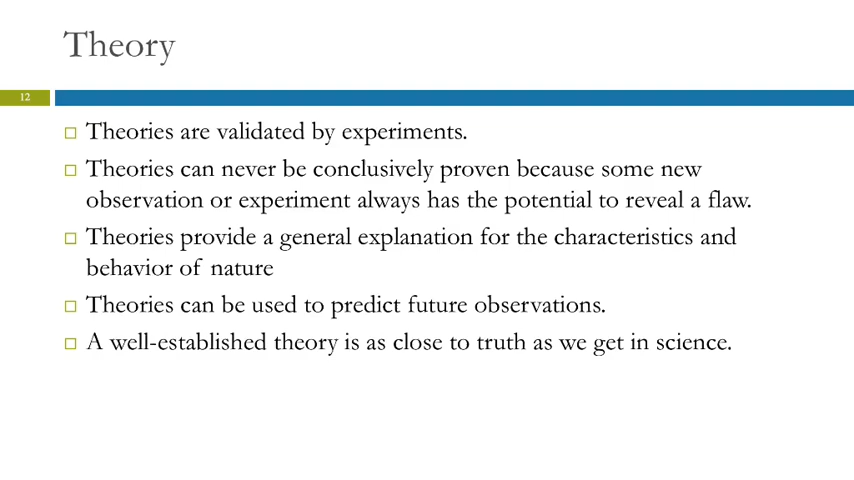 Theory
12
Theories are validated by experiments.
Theories can never be conclusively proven because some new
observation or experiment always has the potential to reveal a flaw.
Theories provide a general explanation for the characteristics and
behavior of nature
Theories can be used to predict future observations.
A well-established theory is as close to truth as we get in science.